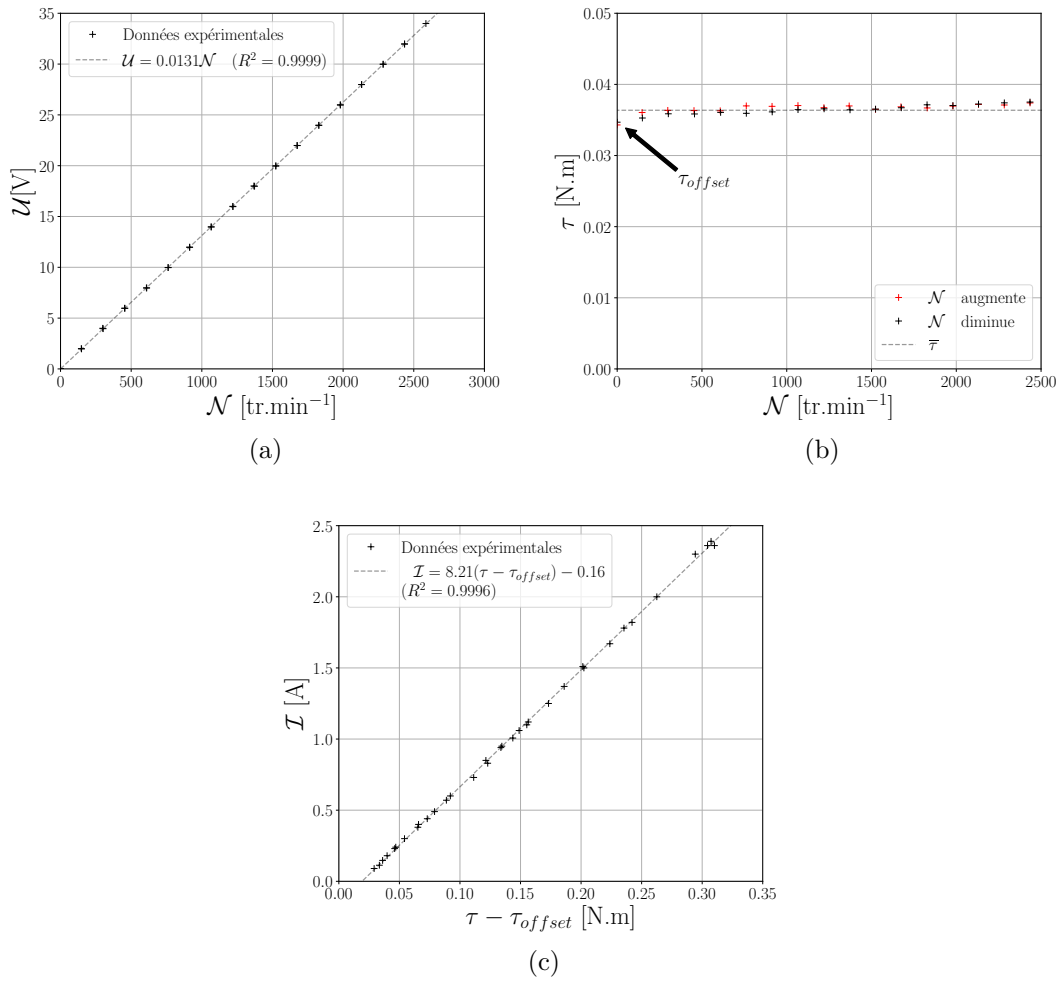 35
30
25
20
15
10
5
0
𝒰[V]
Données expérimentales
𝒰 = 0.0131𝒩 (R² = 0.9999)
0 500 1000 1500 2000 2500 3000
𝒩 [tr.min⁻¹]
(a)
0.05
0.04
0.03
0.02
0.01
0.00
τ [N.m]
τoffset
𝒩 augmente
𝒩 diminue
τ̅
0 500 1000 1500 2000 2500
𝒩 [tr.min⁻¹]
(b)
2.5
2.0
1.5
1.0
0.5
0.0
ℐ [A]
Données expérimentales
ℐ = 8.21(τ − τoffset) − 0.16
(R² = 0.9996)
0.00 0.05 0.10 0.15 0.20 0.25 0.30 0.35
τ − τoffset [N.m]
(c)